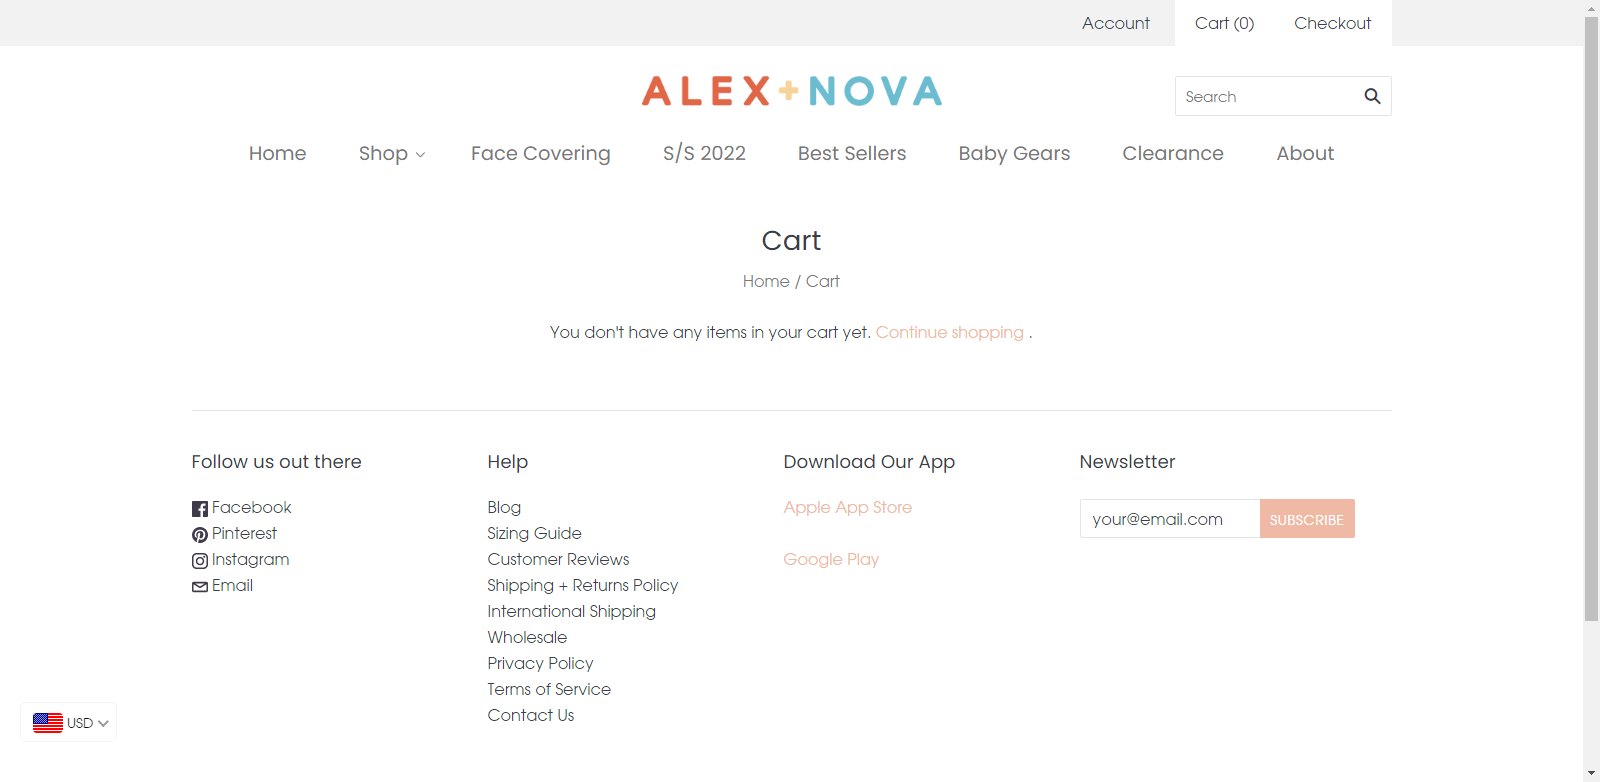 Account Cart (0) Checkout
ALEX+NOVA
Search
Home Shop Face Covering S/S 2022 Best Sellers Baby Gears Clearance About
Cart
Home / Cart
You don't have any items in your cart yet. Continue shopping .
Follow us out there
Facebook
Pinterest
Instagram
Email
Help
Blog
Sizing Guide
Customer Reviews
Shipping + Returns Policy
International Shipping
Wholesale
Privacy Policy
Terms of Service
Contact Us
Download Our App
Apple App Store
Google Play
Newsletter
your@email.com SUBSCRIBE
USD